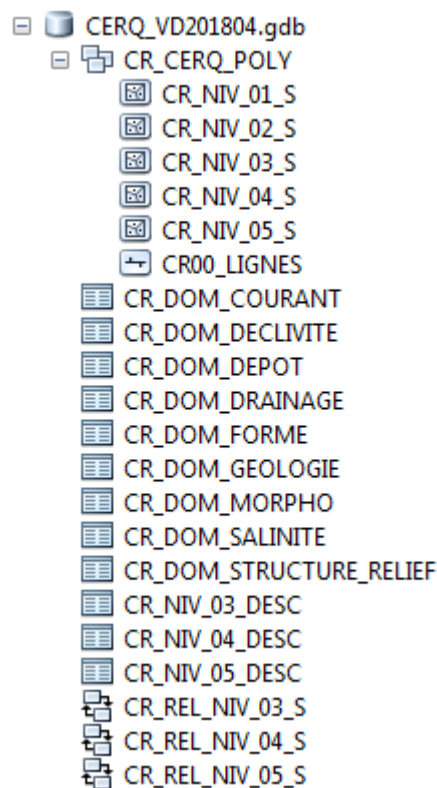 CERQ_VD201804.gdb
CR_CERQ_POLY
CR_NIV_01_S
CR_NIV_02_S
CR_NIV_03_S
CR_NIV_04_S
CR_NIV_05_S
CR00_LIGNES
CR_DOM_COURANT
CR_DOM_DECLIVITE
CR_DOM_DEPOT
CR_DOM_DRAINAGE
CR_DOM_FORME
CR_DOM_GEOLOGIE
CR_DOM_MORPHO
CR_DOM_SALINITE
CR_DOM_STRUCTURE_RELIEF
CR_NIV_03_DESC
CR_NIV_04_DESC
CR_NIV_05_DESC
CR_REL_NIV_03_S
CR_REL_NIV_04_S
CR_REL_NIV_05_S